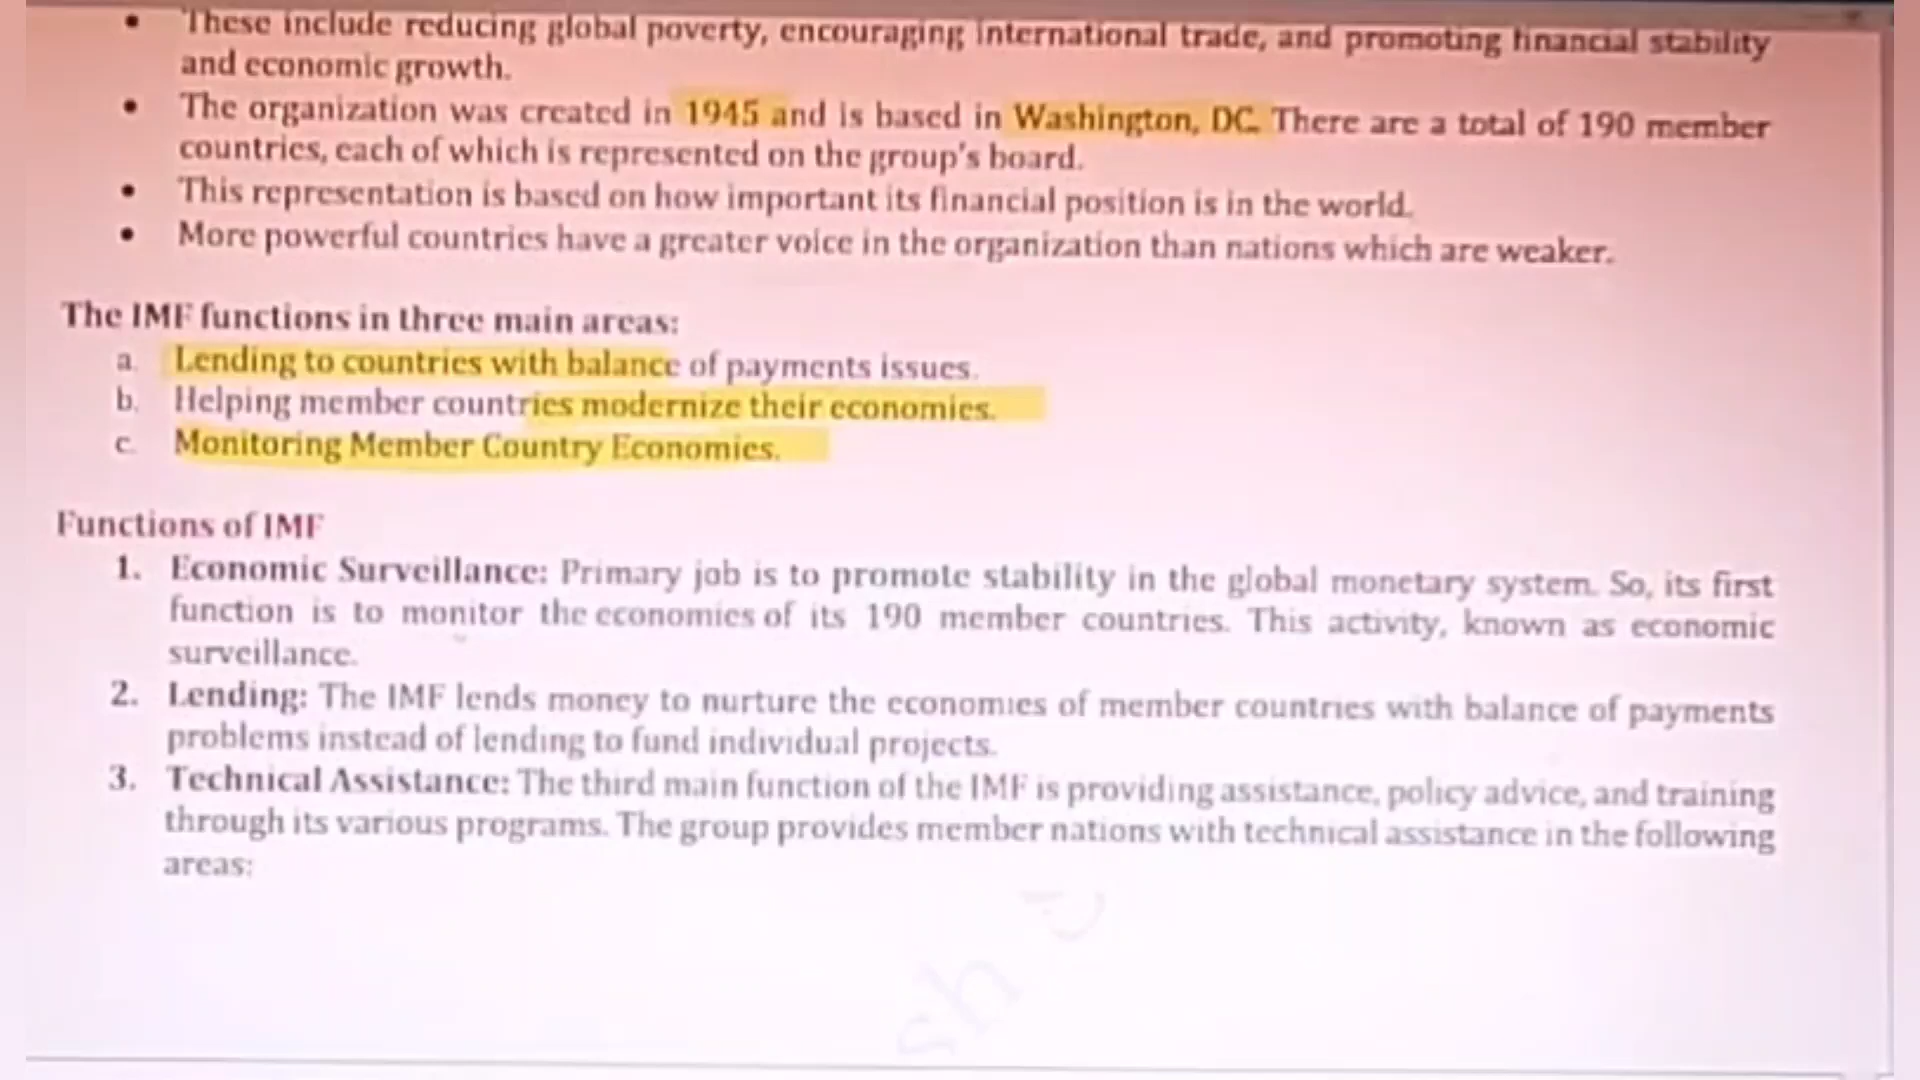 • These include reducing global poverty, encouraging international trade, and promoting financial stability
and economic growth.
• The organization was created in 1945 and is based in Washington, DC. There are a total of 190 member
countries, each of which is represented on the group's board.
• This representation is based on how important its financial position is in the world.
• More powerful countries have a greater voice in the organization than nations which are weaker.
The IMF functions in three main areas:
a. Lending to countries with balance of payments issues.
b. Helping member countries modernize their economies.
c. Monitoring Member Country Economies.
Functions of IMF
1. Economic Surveillance: Primary job is to promote stability in the global monetary system. So, its first
function is to monitor the economies of its 190 member countries. This activity, known as economic
surveillance.
2. Lending: The IMF lends money to nurture the economies of member countries with balance of payments
problems instead of lending to fund individual projects.
3. Technical Assistance: The third main function of the IMF is providing assistance, policy advice, and training
through its various programs. The group provides member nations with technical assistance in the following
areas: